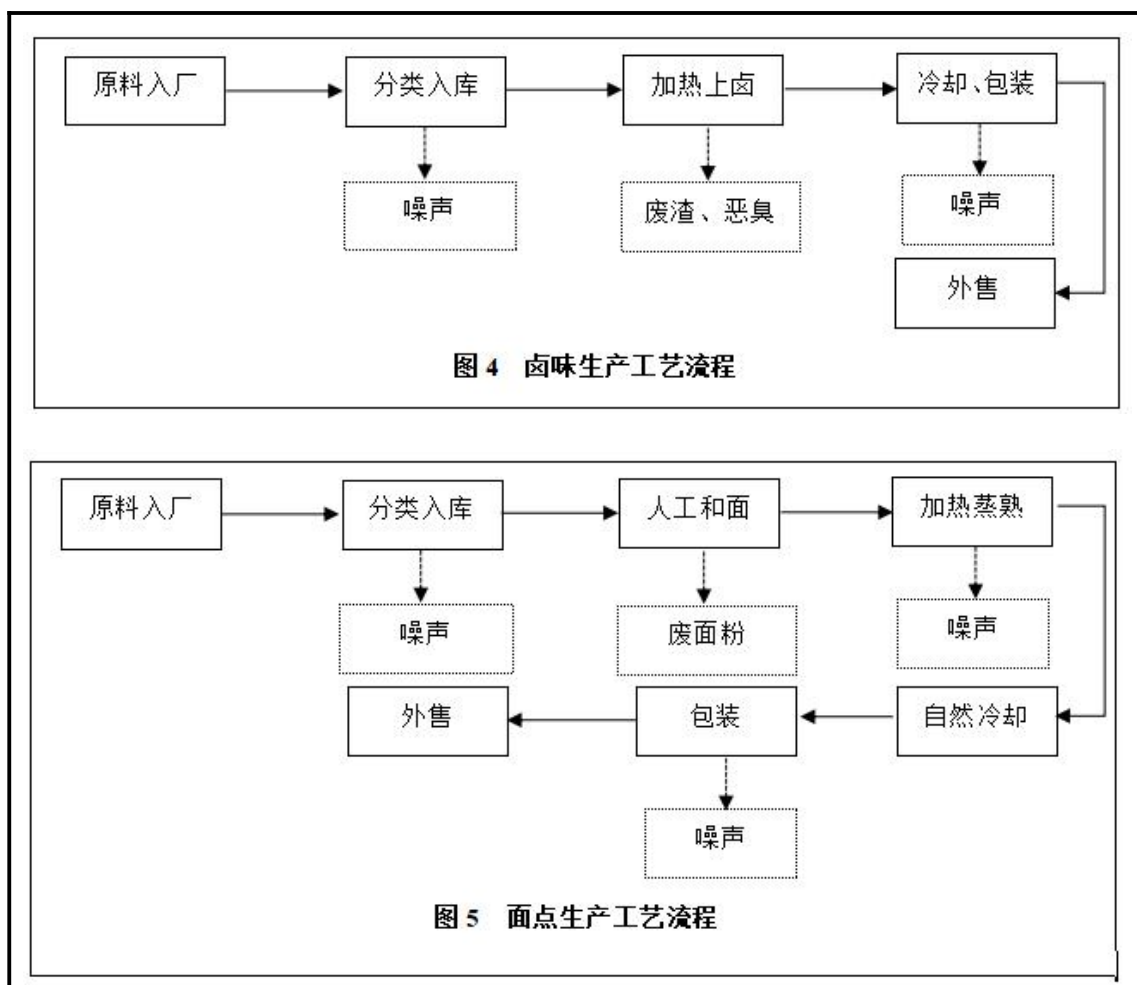 原料入厂 分类入库 加热上卤 冷却、包装
噪声 废渣、恶臭 噪声
外售
图 4 卤味生产工艺流程
原料入厂 分类入库 人工和面 加热蒸熟
噪声 废面粉 噪声
外售 包装 自然冷却
噪声
图 5 面点生产工艺流程